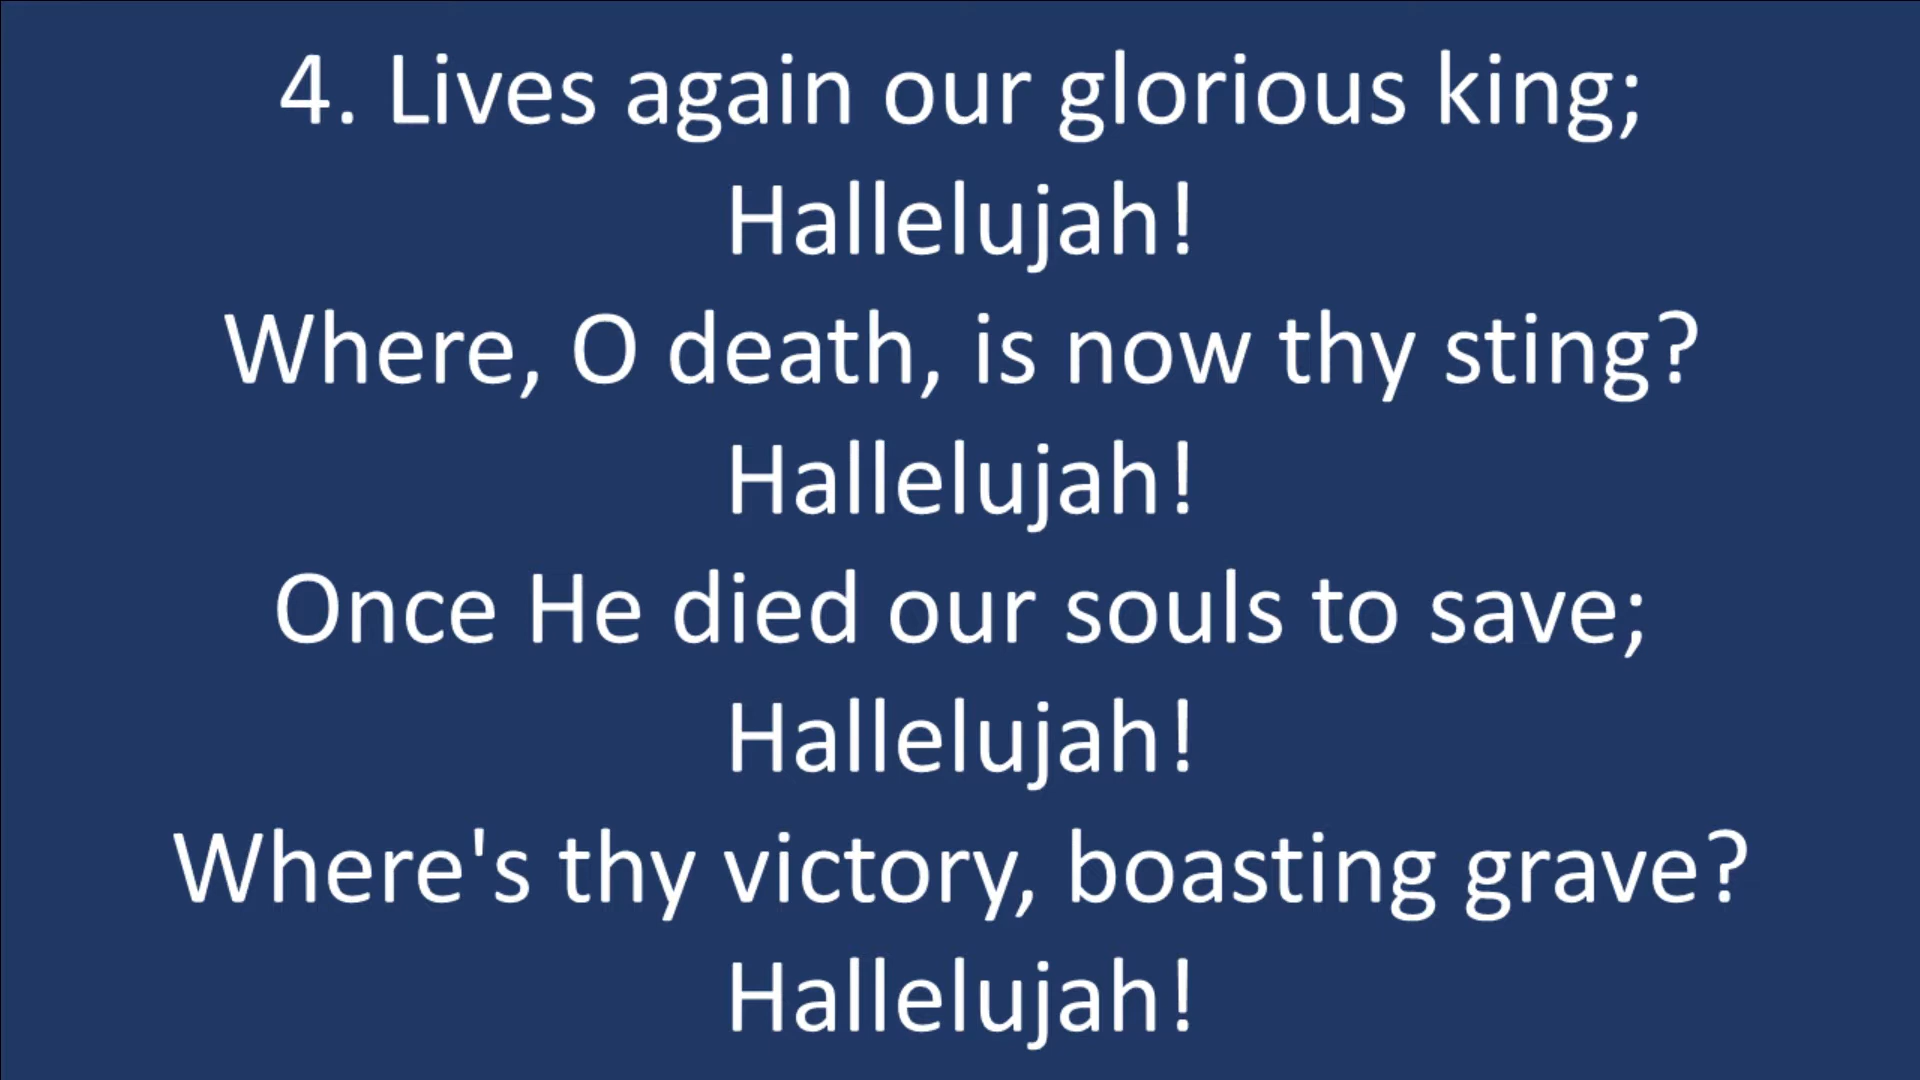 4. Lives again our glorious king;
Hallelujah!
Where, O death, is now thy sting?
Hallelujah!
Once He died our souls to save;
Hallelujah!
Where's thy victory, boasting grave?
Hallelujah!